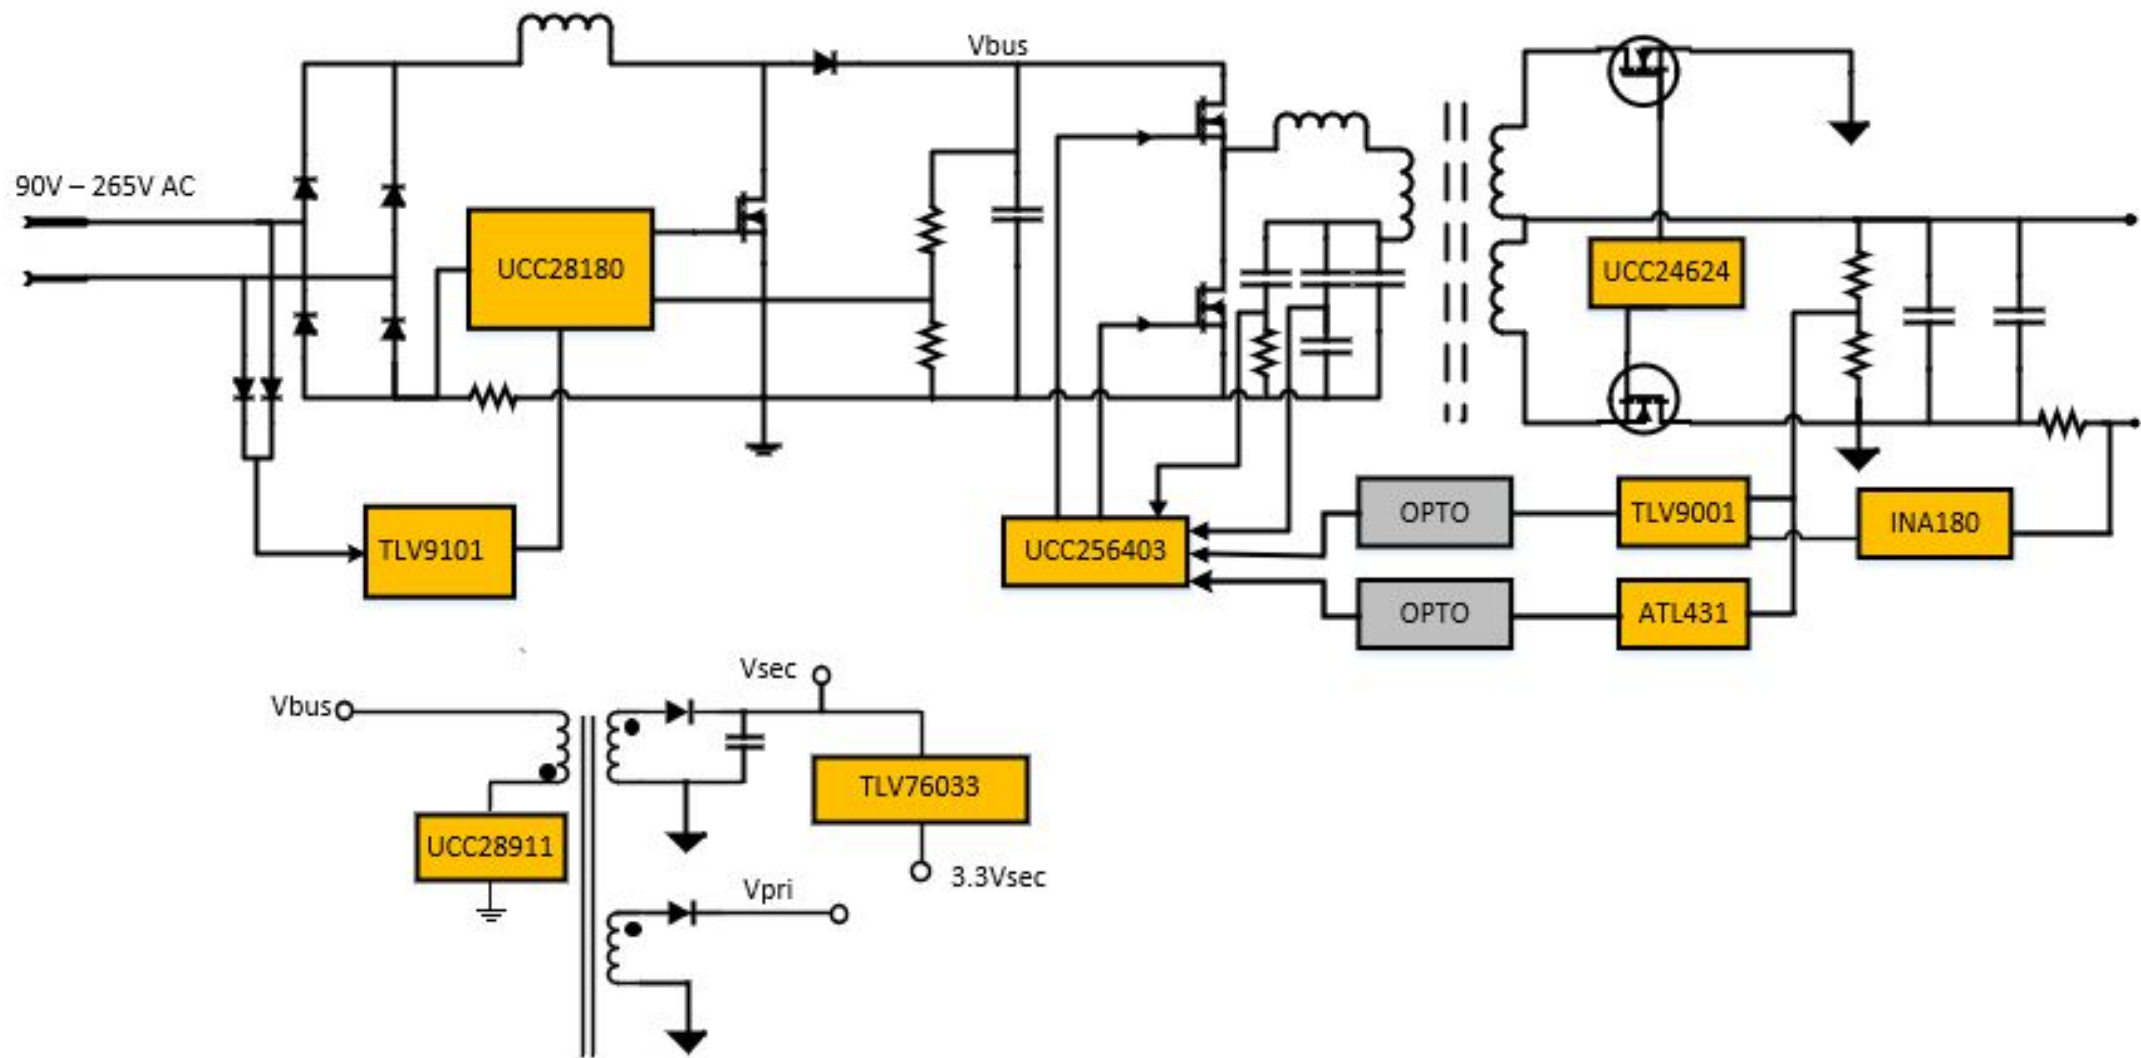 Vbus
90V – 265V AC
UCC28180
UCC24624
OPTO
TLV9001
INA180
TLV9101
UCC256403
OPTO
ATL431
Vsec
Vbus
TLV76033
UCC28911
3.3Vsec
Vpri